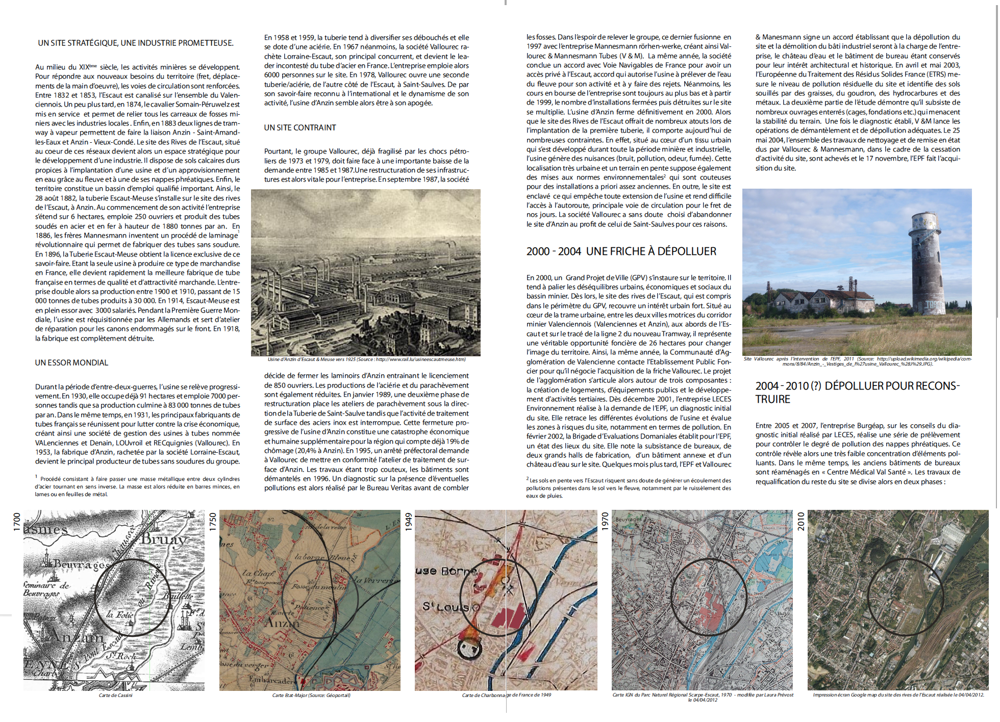 UN SITE STRATÉGIQUE, UNE INDUSTRIE PROMETTEUSE.
Au milieu du XIXème siècle, les activités minières se développent.
Pour répondre aux nouveaux besoins du territoire (fret, déplace-
ments de la main d'oeuvre), les voies de circulation sont renforcées.
Entre 1832 et 1853, l'Escaut est canalisé sur l'ensemble du Valen-
ciennois. Un peu plus tard, en 1874, le cavalier Somain-Péruwelz est
mis en service et permet de relier tous les carreaux de fosses mi-
niers avec les industries locales . Enfin, en 1883 deux lignes de tram-
way à vapeur permettent de faire la liaison Anzin - Saint-Amand-
les-Eaux et Anzin - Vieux-Condé. Le site des Rives de l'Escaut, situé
au coeur de ces réseaux devient alors un espace stratégique pour
le développement d'une industrie. Il dispose de sols calcaires durs
propices à l'implantation d'une usine et d'un approvisionnement
en eau grâce au fleuve et à une de ses nappes phréatiques. Enfin, le
territoire constitue un bassin d'emploi qualifié important. Ainsi, le
28 août 1882, la tuberie Escaut-Meuse s'installe sur le site des rives
de l'Escaut, à Anzin. Au commencement de son activité l'entreprise
s'étend sur 6 hectares, emploie 250 ouvriers et produit des tubes
soudés en acier et en fer à hauteur de 1880 tonnes par an. En
1886, les frères Mannesmann inventent un procédé de laminage1
révolutionnaire qui permet de fabriquer des tubes sans soudure.
En 1896, la Tuberie Escaut-Meuse obtient la licence exclusive de ce
savoir-faire. Etant la seule usine à produire ce type de marchandise
en France, elle devient rapidement la meilleure fabrique de tube
française en termes de qualité et d'attractivité marchande. L'entre-
prise double alors sa production entre 1900 et 1910, passant de 15
000 tonnes de tubes produits à 30 000. En 1914, Escaut-Meuse est
en plein essor avec 3000 salariés. Pendant la Première Guerre Mon-
diale, l'usine est réquisitionnée par les Allemands et sert d'atelier
de réparation pour les canons endommagés sur le front. En 1918,
la fabrique est complètement détruite.
UN ESSOR MONDIAL
Durant la période d'entre-deux-guerres, l'usine se relève progressi-
vement. En 1930, elle occupe déjà 91 hectares et emploie 7000 per-
sonnes tandis que sa production culmine à 83 000 tonnes de tubes
par an. Dans le même temps, en 1931, les principaux fabriquants de
tubes français se réunissent pour lutter contre la crise économique,
créant ainsi une société de gestion des usines à tubes nommée
VALenciennes et Denain, LOUvroil et RECquignies (Vallourec). En
1953, la fabrique d'Anzin, rachetée par la société Lorraine-Escaut,
devient le principal producteur de tubes sans soudures du groupe.
1 Procédé consistant à faire passer une masse métallique entre deux cylindres
d'acier tournant en sens inverse. La masse est alors réduite en barres minces, en
lames ou en feuilles de métal.
En 1958 et 1959, la tuberie tend à diversifier ses débouchés et elle
se dote d'une aciérie. En 1967 néanmoins, la société Vallourec ra-
chète Lorraine-Escaut, son principal concurrent, et devient le lea-
der incontesté du tube d'acier en France. L'entreprise emploie alors
6000 personnes sur le site. En 1978, Vallourec ouvre une seconde
tuberie/aciérie, de l'autre côté de l'Escaut, à Saint-Saulves. De par
son savoir-faire reconnu à l'international et le dynamisme de son
activité, l'usine d'Anzin semble alors être à son apogée.
UN SITE CONTRAINT
Pourtant, le groupe Vallourec, déjà fragilisé par les chocs pétro-
liers de 1973 et 1979, doit faire face à une importante baisse de la
demande entre 1985 et 1987.Une restructuration de ses infrastruc-
tures est alors vitale pour l'entreprise. En septembre 1987, la société
Usine d'Anzin d'Escaut & Meuse vers 1925 (Source : http://www.rail.lu/usineescautmeuse.htm)
décide de fermer les laminoirs d'Anzin entrainant le licenciement
de 850 ouvriers. Les productions de l'aciérie et du parachèvement
sont également réduites. En janvier 1989, une deuxième phase de
restructuration place les ateliers de parachèvement sous la direc-
tion de la Tuberie de Saint-Saulve tandis que l'activité de traitement
de surface des aciers inox est interrompue. Cette fermeture pro-
gressive de l'usine d'Anzin constitue une catastrophe économique
et humaine supplémentaire pour la région qui compte déjà 19% de
chômage (20,4% à Anzin). En 1995, un arrêté préfectoral demande
à Vallourec de mettre en conformité l'atelier de traitement de sur-
face d'Anzin. Les travaux étant trop couteux, les bâtiments sont
démantelés en 1996. Un diagnostic sur la présence d'éventuelles
pollutions est alors réalisé par le Bureau Veritas avant de combler
les fosses. Dans l'espoir de relever le groupe, ce dernier fusionne en
1997 avec l'entreprise Mannesmann rörhen-werke, créant ainsi Val-
lourec & Mannesmann Tubes (V & M). La même année, la société
conclue un accord avec Voie Navigables de France pour avoir un
accès privé à l'Escaut, accord qui autorise l'usine à prélever de l'eau
du fleuve pour son activité et à y faire des rejets. Néanmoins, les
cours en bourse de l'entreprise sont toujours au plus bas et à partir
de 1999, le nombre d'installations fermées puis détruites sur le site
se multiplie. L'usine d'Anzin ferme définitivement en 2000. Alors
que le site des Rives de l'Escaut offrait de nombreux atouts lors de
l'implantation de la première tuberie, il comporte aujourd'hui de
nombreuses contraintes. En effet, situé au cœur d'un tissu urbain
qui s'est développé durant toute la période minière et industrielle,
l'usine génère des nuisances (bruit, pollution, odeur, fumée). Cette
localisation très urbaine et un terrain en pente suppose également
des mises aux normes environnementales2 qui sont couteuses
pour des installations a priori assez anciennes. En outre, le site est
enclavé ce qui empêche toute extension de l'usine et rend difficile
l'accès à l'autoroute, principale voie de circulation pour le fret de
nos jours. La société Vallourec a sans doute choisi d'abandonner
le site d'Anzin au profit de celui de Saint-Saulves pour ces raisons.
2000 - 2004 UNE FRICHE À DÉPOLLUER
En 2000, un Grand Projet de Ville (GPV) s'instaure sur le territoire. Il
tend à palier les déséquilibres urbains, économiques et sociaux du
bassin minier. Dès lors, le site des rives de l'Escaut, qui est compris
dans le périmètre du GPV, recouvre un intérêt urbain fort. Situé au
cœur de la trame urbaine, entre les deux villes motrices du corridor
minier Valenciennois (Valenciennes et Anzin), aux abords de l'Es-
caut et sur le tracé de la ligne 2 du nouveau Tramway, il représente
une véritable opportunité foncière de 26 hectares pour changer
l'image du territoire. Ainsi, la même année, la Communauté d'Ag-
glomération de Valencienne contacte l'Etablissement Public Fon-
cier pour qu'il négocie l'acquisition de la friche Vallourec. Le projet
de l'agglomération s'articule alors autour de trois composantes :
la création de logements, d'équipements publics et le développe-
ment d'activités tertiaires. Dès décembre 2001, l'entreprise LECES
Environnement réalise à la demande de l'EPF, un diagnostic initial
du site. Elle retrace les différentes évolutions de l'usine et évalue
les zones à risques du site, notamment en termes de pollution. En
février 2002, la Brigade d'Evaluations Domaniales établit pour l'EPF,
un état des lieux du site. Elle note la subsistance de bureaux, de
deux grands halls de fabrication, d'un bâtiment annexe et d'un
château d'eau sur le site. Quelques mois plus tard, l'EPF et Vallourec
2 Les sols en pente vers l'Escaut risquent sans doute de générer un écoulement des
pollutions présentes dans le sol vers le fleuve, notamment par le ruissèlement des
eaux de pluies.
& Manesmann signe un accord établissant que la dépollution du
site et la démolition du bâti industriel seront à la charge de l'entre-
prise, le château d'eau et le bâtiment de bureau étant conservés
pour leur intérêt architectural et historique. En avril et mai 2003,
l'Européenne du Traitement des Résidus Solides France (ETRS) me-
sure le niveau de pollution résiduelle du site et identifie des sols
souillés par des graisses, du goudron, des hydrocarbures et des
métaux. La deuxième partie de l'étude démontre qu'il subsiste de
nombreux ouvrages enterrés (cages, fondations etc.) qui menacent
la stabilité du terrain. Une fois le diagnostic établi, V &M lance les
opérations de démantèlement et de dépollution adéquates. Le 25
mai 2004, l'ensemble des travaux de nettoyage et de remise en état
dus par Vallourec & Mannesmann, dans le cadre de la cessation
d'activité du site, sont achevés et le 17 novembre, l'EPF fait l'acqui-
sition du site.
Site Vallourec après l'intervention de l'EPF, 2011 (Source: http://upload.wikimedia.org/wikipedia/com-
mons/8/84/Anzin_-_Vestiges_de_l%27usine_Vallourec_%28J%29.JPG).
2004 - 2010 (?) DÉPOLLUER POUR RECONS-
TRUIRE
Entre 2005 et 2007, l'entreprise Burgéap, sur les conseils du dia-
gnostic initial réalisé par LECES, réalise une série de prélèvement
pour contrôler le degré de pollution des nappes phréatiques. Ce
contrôle révèle alors une très faible concentration d'éléments pol-
luants. Dans le même temps, les anciens bâtiments de bureaux
sont réaménagés en « Centre Médical Val Santé ». Les travaux de
requalification du reste du site se divise alors en deux phases :
1700
Bruay
Chaussée
Beuvrages
Seminaire de
Beuvrages
ou Riviere
la Folie
Anzain
Pont Escaut
St Roch
Charbon
Carte de Cassini
1750
la borne Bleue
la Chap.
la Verrerie
Fosse du moulin
Patience
Anzin
Fosse du verger
Embarcadère
Carte Etat-Major (Source: Géoportail)
1949
use Borne
St Louis
Carte de Charbonnage de France de 1949
1970
Beuvrages
Carte IGN du Parc Naturel Régional Scarpe-Escaut, 1970 - modifée par Laura Prévost
le 04/04/2012
2010
Impression écran Google map du site des rives de l'Escaut réalisée le 04/04/2012.